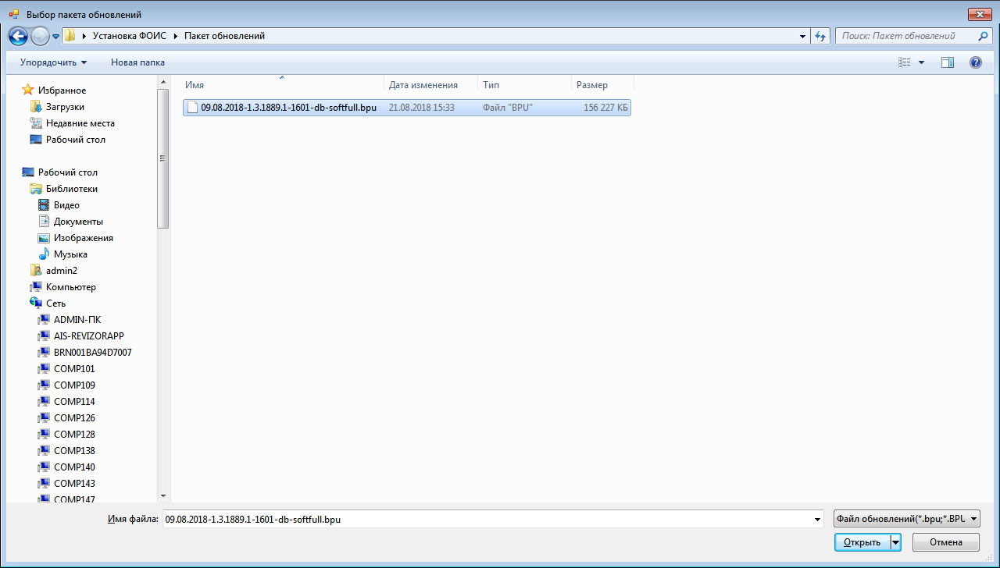 Выбор пакета обновлений
Установка ФОИС Пакет обновлений Поиск: Пакет обновлений
Упорядочить Новая папка
Имя Дата изменения Тип Размер
09.08.2018-1.3.1889.1-1601-db-softfull.bpu 21.08.2018 15:33 Файл "BPU" 156 227 КБ
Избранное
Загрузки
Недавние места
Рабочий стол
Рабочий стол
Библиотеки
Видео
Документы
Изображения
Музыка
admin2
Компьютер
Сеть
ADMIN-ПК
AIS-REVIZORAPP
BRN001BA94D7007
COMP101
COMP109
COMP114
COMP126
COMP128
COMP138
COMP140
COMP143
COMP147
Имя файла: 09.08.2018-1.3.1889.1-1601-db-softfull.bpu Файл обновлений(*.bpu;*.BPU
Открыть Отмена